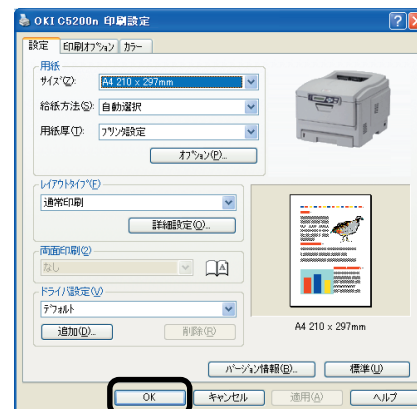 OKI C5200n 印刷設定
設定 印刷ｵﾌﾟｼｮﾝ ｶﾗｰ
用紙
ｻｲｽﾞ(Z): A4 210 x 297mm
給紙方法(S): 自動選択
用紙厚(T): ﾌﾟﾘﾝﾀ設定
ｵﾌﾟｼｮﾝ(P)...
ﾚｲｱｳﾄﾀｲﾌﾟ(F)
通常印刷
詳細設定(O)...
両面印刷(2)
なし
ﾄﾞﾗｲﾊﾞ設定(V)
ﾃﾞﾌｫﾙﾄ
追加(D)... 削除(R)
A4 210 x 297mm
ﾊﾞｰｼﾞｮﾝ情報(B)... 標準(U)
OK ｷｬﾝｾﾙ 適用(A) ヘルプ